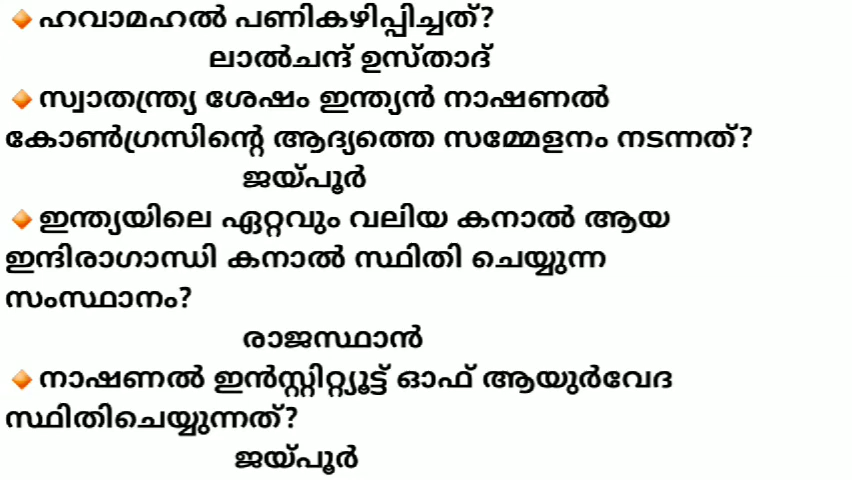 🔸ഹവാമഹൽ പണികഴിപ്പിച്ചത്?
ലാൽചന്ദ് ഉസ്താദ്
🔸സ്വാതന്ത്ര്യ ശേഷം ഇന്ത്യൻ നാഷണൽ
കോൺഗ്രസിന്റെ ആദ്യത്തെ സമ്മേളനം നടന്നത്?
ജയ്പൂർ
🔸ഇന്ത്യയിലെ ഏറ്റവും വലിയ കനാൽ ആയ
ഇന്ദിരാഗാന്ധി കനാൽ സ്ഥിതി ചെയ്യുന്ന
സംസ്ഥാനം?
രാജസ്ഥാൻ
🔸നാഷണൽ ഇൻസ്റ്റിറ്റ്യൂട്ട് ഓഫ് ആയുർവേദ
സ്ഥിതിചെയ്യുന്നത്?
ജയ്പൂർ